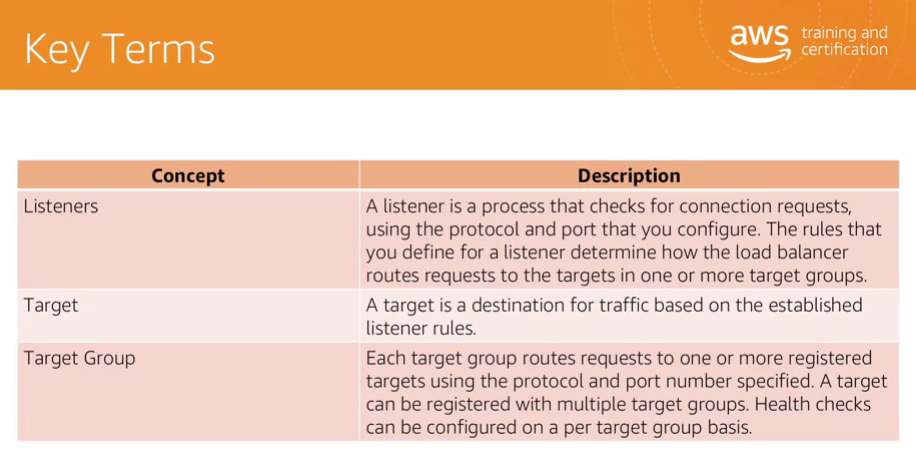 Key Terms
aws
training and
certification
Concept
Description
Listeners
A listener is a process that checks for connection requests,
using the protocol and port that you configure. The rules that
you define for a listener determine how the load balancer
routes requests to the targets in one or more target groups.
Target
A target is a destination for traffic based on the established
listener rules.
Target Group
Each target group routes requests to one or more registered
targets using the protocol and port number specified. A target
can be registered with multiple target groups. Health checks
can be configured on a per target group basis.